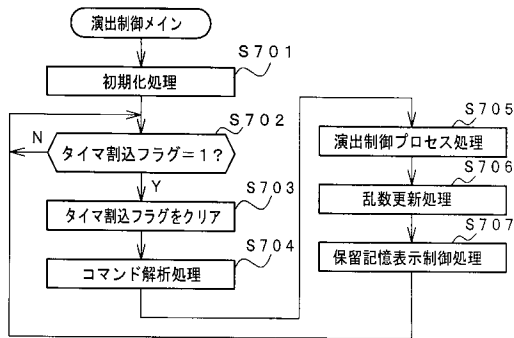 演出制御メイン
S701
初期化処理
S702
N
タイマ割込フラグ=1?
Y
S703
タイマ割込フラグをクリア
S704
コマンド解析処理
S705
演出制御プロセス処理
S706
乱数更新処理
S707
保留記憶表示制御処理